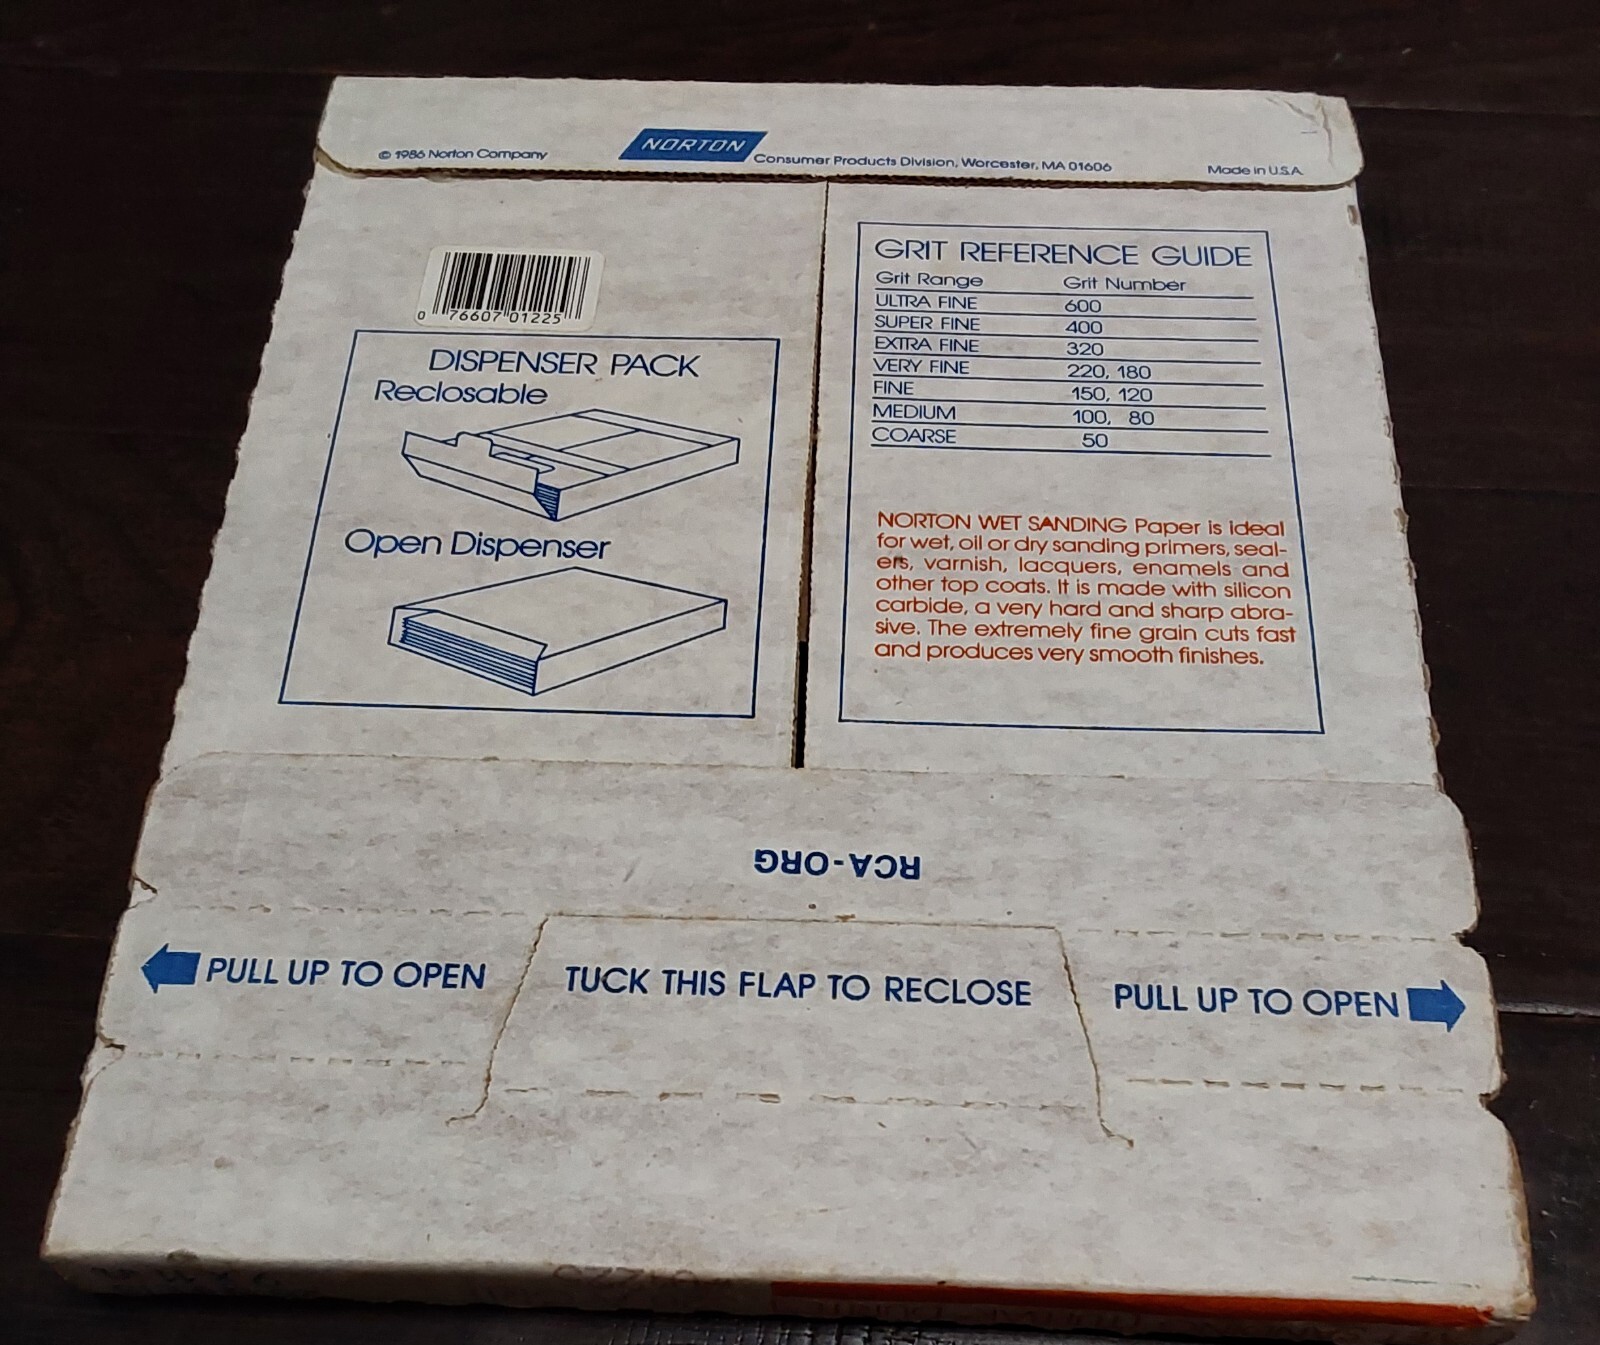 © 1986 Norton Company
NORTON
Consumer Products Division, Worcester, MA 01606
Made in U.S.A.
0 76607 01225
DISPENSER PACK
Reclosable
Open Dispenser
GRIT REFERENCE GUIDE
Grit Range Grit Number
ULTRA FINE 600
SUPER FINE 400
EXTRA FINE 320
VERY FINE 220, 180
FINE 150, 120
MEDIUM 100, 80
COARSE 50
NORTON WET SANDING Paper is ideal
for wet, oil or dry sanding primers, seal-
ers, varnish, lacquers, enamels and
other top coats. It is made with silicon
carbide, a very hard and sharp abra-
sive. The extremely fine grain cuts fast
and produces very smooth finishes.
RCA-ORG
PULL UP TO OPEN
TUCK THIS FLAP TO RECLOSE
PULL UP TO OPEN